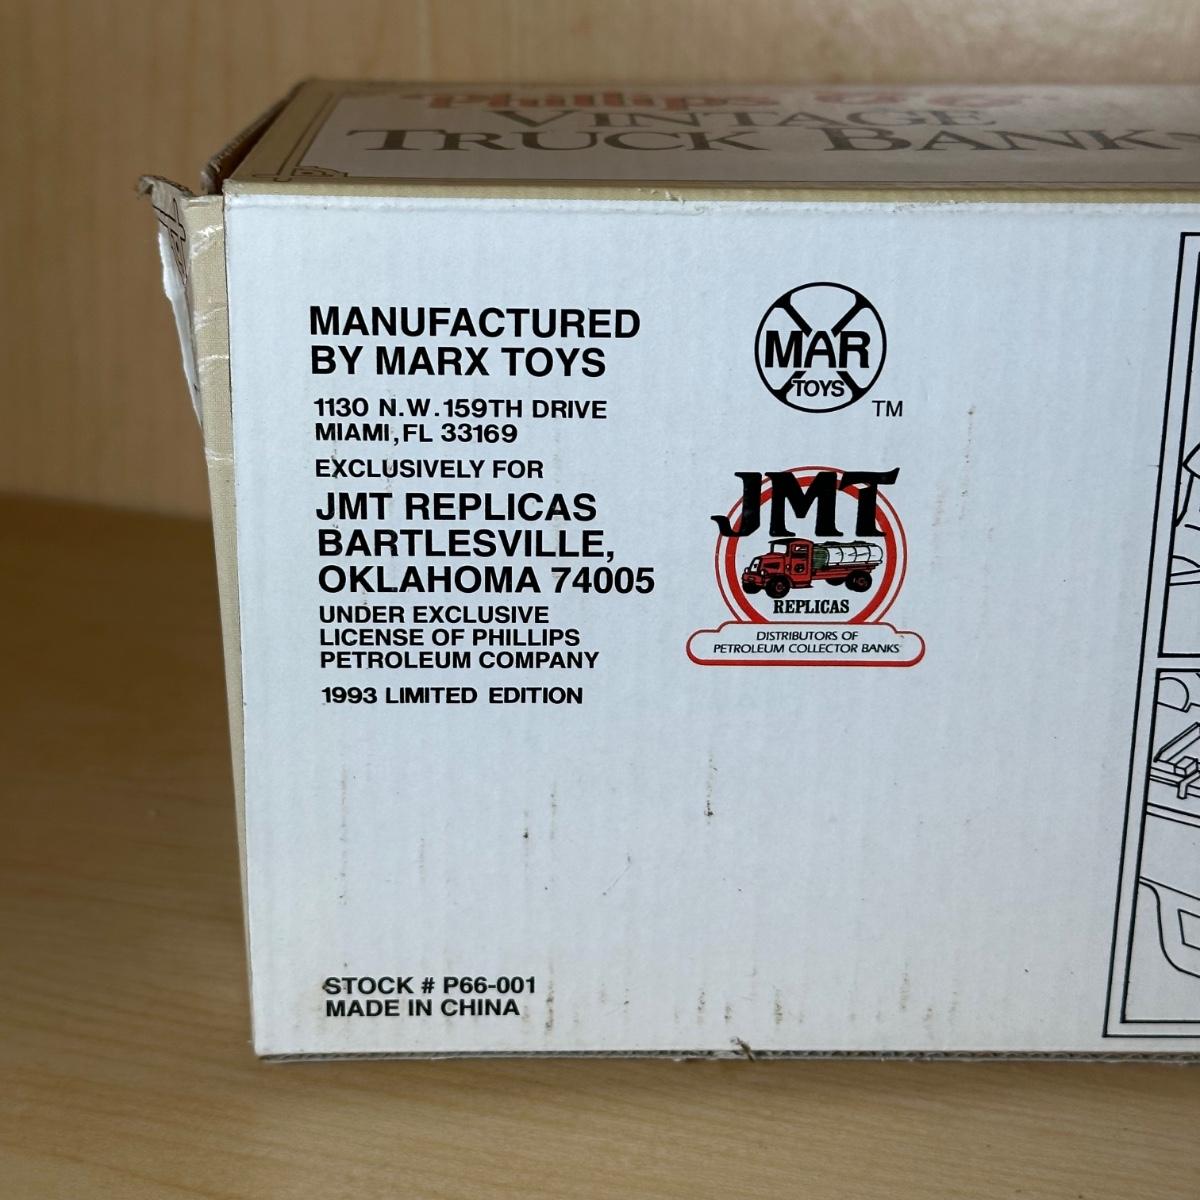 Phillips 66
VINTAGE
TRUCK BANK
MANUFACTURED
BY MARX TOYS
1130 N.W. 159TH DRIVE
MIAMI, FL 33169
EXCLUSIVELY FOR
JMT REPLICAS
BARTLESVILLE,
OKLAHOMA 74005
UNDER EXCLUSIVE
LICENSE OF PHILLIPS
PETROLEUM COMPANY
1993 LIMITED EDITION
MAR
TOYS
TM
JMT
REPLICAS
DISTRIBUTORS OF
PETROLEUM COLLECTOR BANKS
STOCK # P66-001
MADE IN CHINA